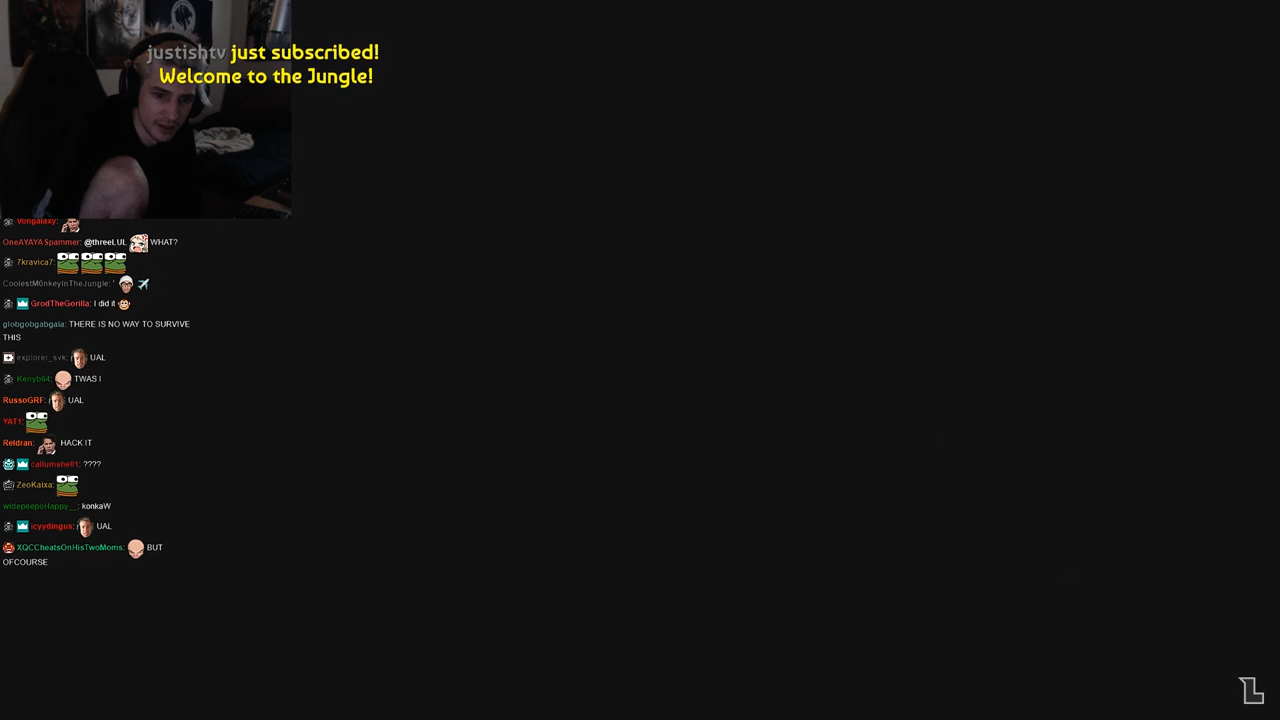 justishtv just subscribed!
Welcome to the Jungle!
Vongalaxy:
OneAYAYASpammer: @threeLUL WHAT?
7kravica7:
CoolestM0nkeyInTheJungle: '
GrodTheGorilla: I did it
globgobgabgala: THERE IS NO WAY TO SURVIVE
THIS
explorer_svk: UAL
Kenyb64: TWAS I
RussoGRF: UAL
YAT1:
Reldran: HACK IT
callumshell1: ????
ZeoKaixa:
widepeepoHappy__: konkaW
icyydingus: UAL
XQCCheatsOnHisTwoMoms: BUT
OFCOURSE